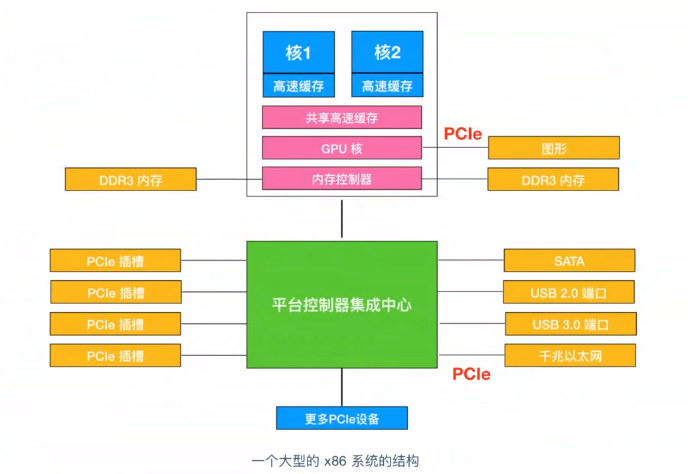 核1
核2
高速缓存
高速缓存
共享高速缓存
PCIe
GPU 核
图形
DDR3 内存
内存控制器
DDR3 内存
PCIe 插槽
SATA
PCIe 插槽
平台控制器集成中心
USB 2.0 端口
PCIe 插槽
USB 3.0 端口
PCIe 插槽
千兆以太网
PCIe
更多PCIe设备
一个大型的 x86 系统的结构